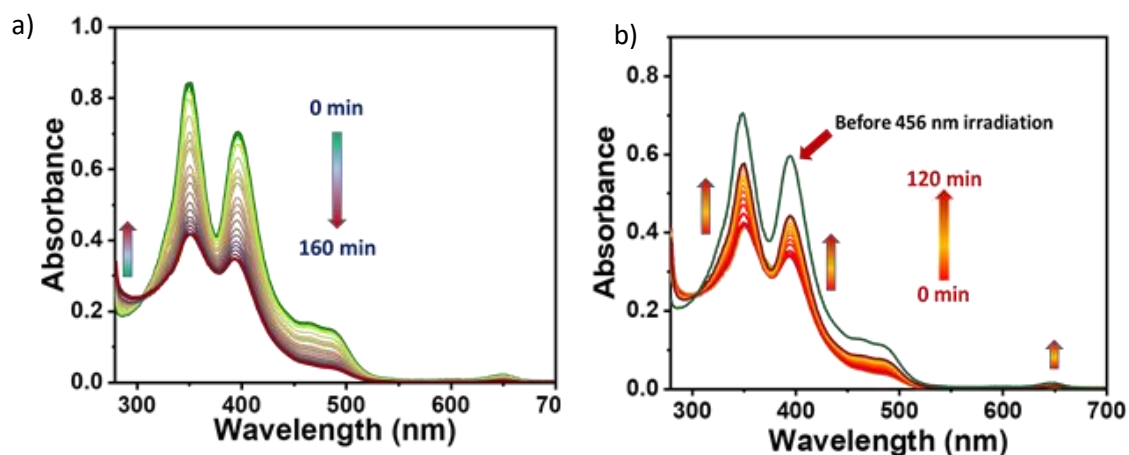 a)
1.0
0.8
0.6
0.4
0.2
0.0
Absorbance
0 min
160 min
300 400 500 600 70
Wavelength (nm)
b)
0.8
0.6
0.4
0.2
0.0
Absorbance
Before 456 nm irradiation
120 min
0 min
300 400 500 600 700
Wavelength (nm)